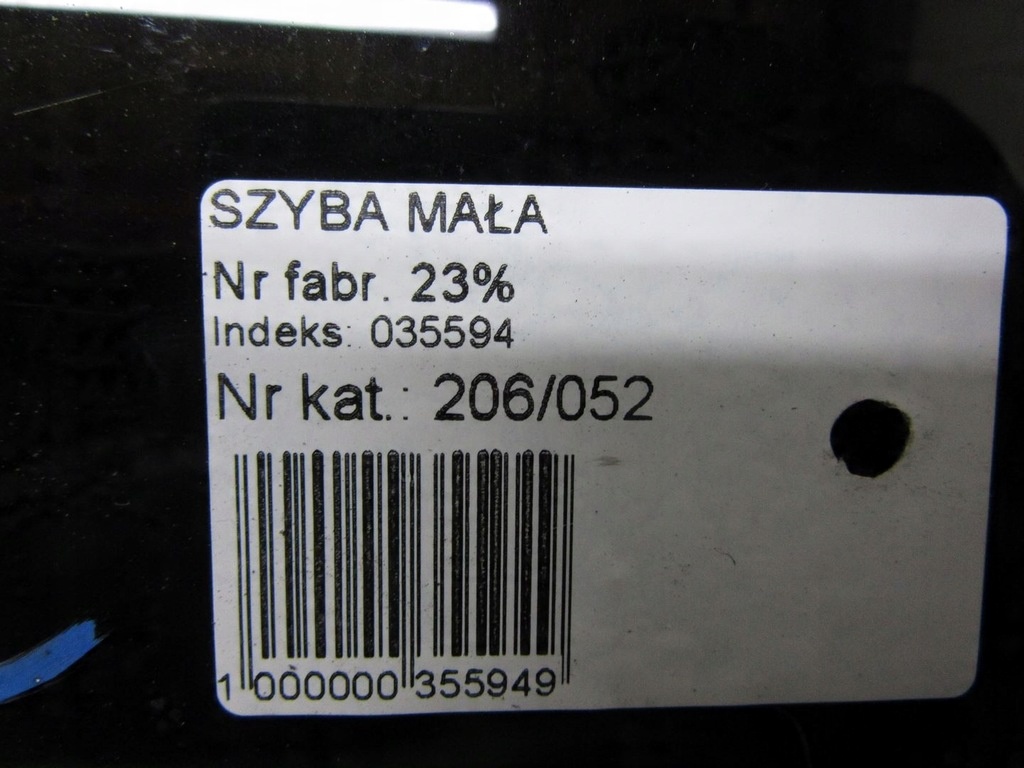 SZYBA MAŁA
Nr fabr. 23%
Indeks: 035594
Nr kat.: 206/052
1 000000 355949